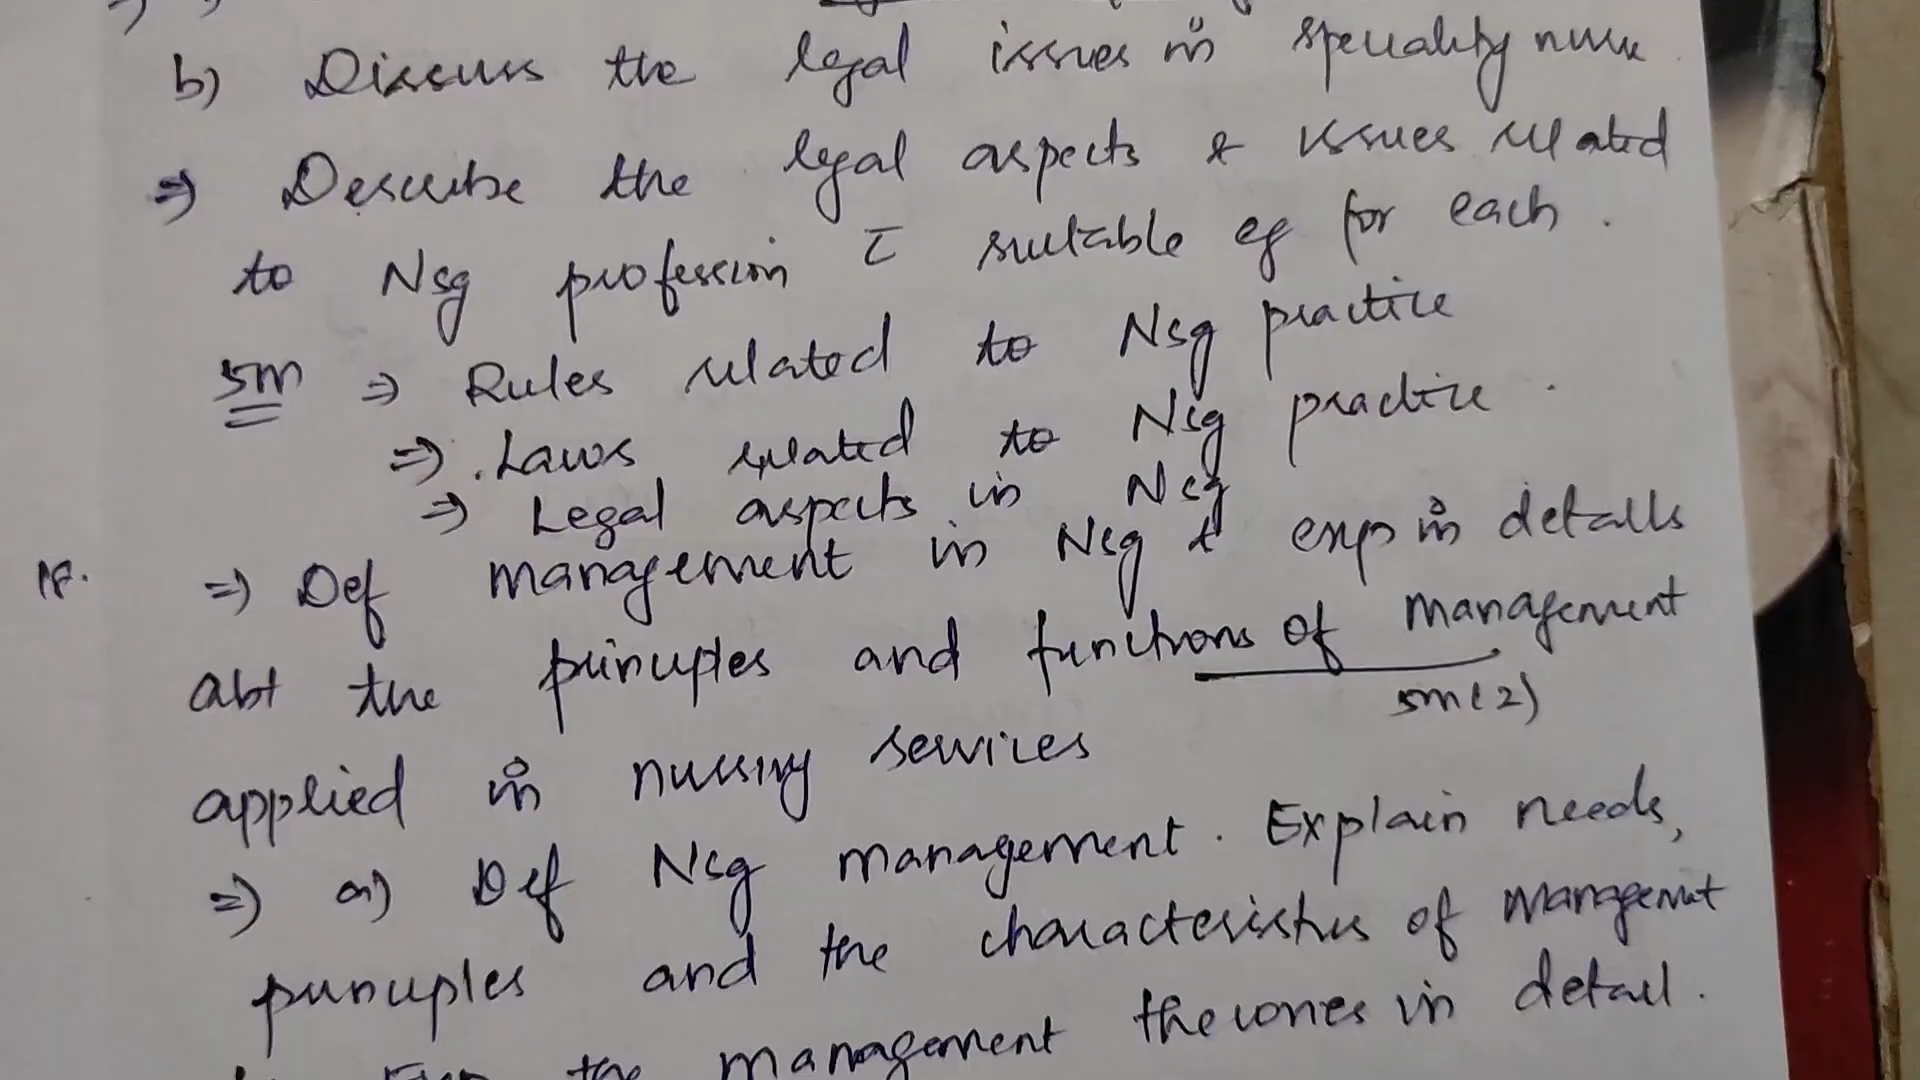 b) Discuss the legal issues in speciality nurse
⇒ Describe the legal aspects & issues related
to Nsg profession c̄ suitable eg for each.
5m ⇒ Rules related to Nsg practice
⇒ Laws related to Nsg practice.
⇒ Legal aspects in Nsg
18. ⇒ Def management in Nsg & exp in details
abt the principles and functions of management
5m(2)
applied in nursing services
⇒ a) Def Nsg management. Explain needs,
principles and the characteristics of management
the management theories in detail.